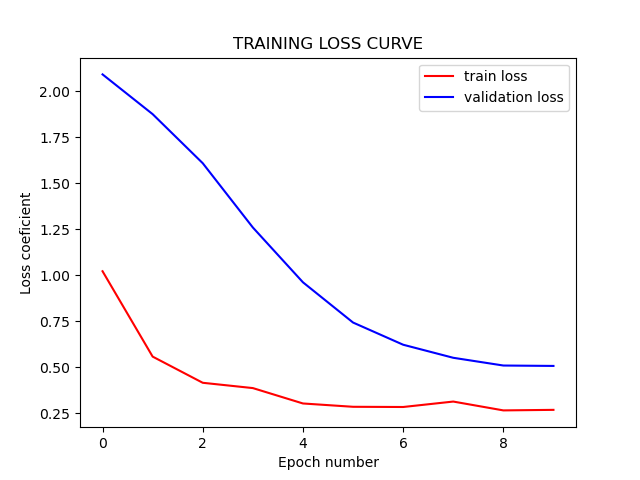 TRAINING LOSS CURVE
train loss
validation loss
2.00
1.75
1.50
1.25
1.00
0.75
0.50
0.25
Loss coeficient
0 2 4 6 8
Epoch number